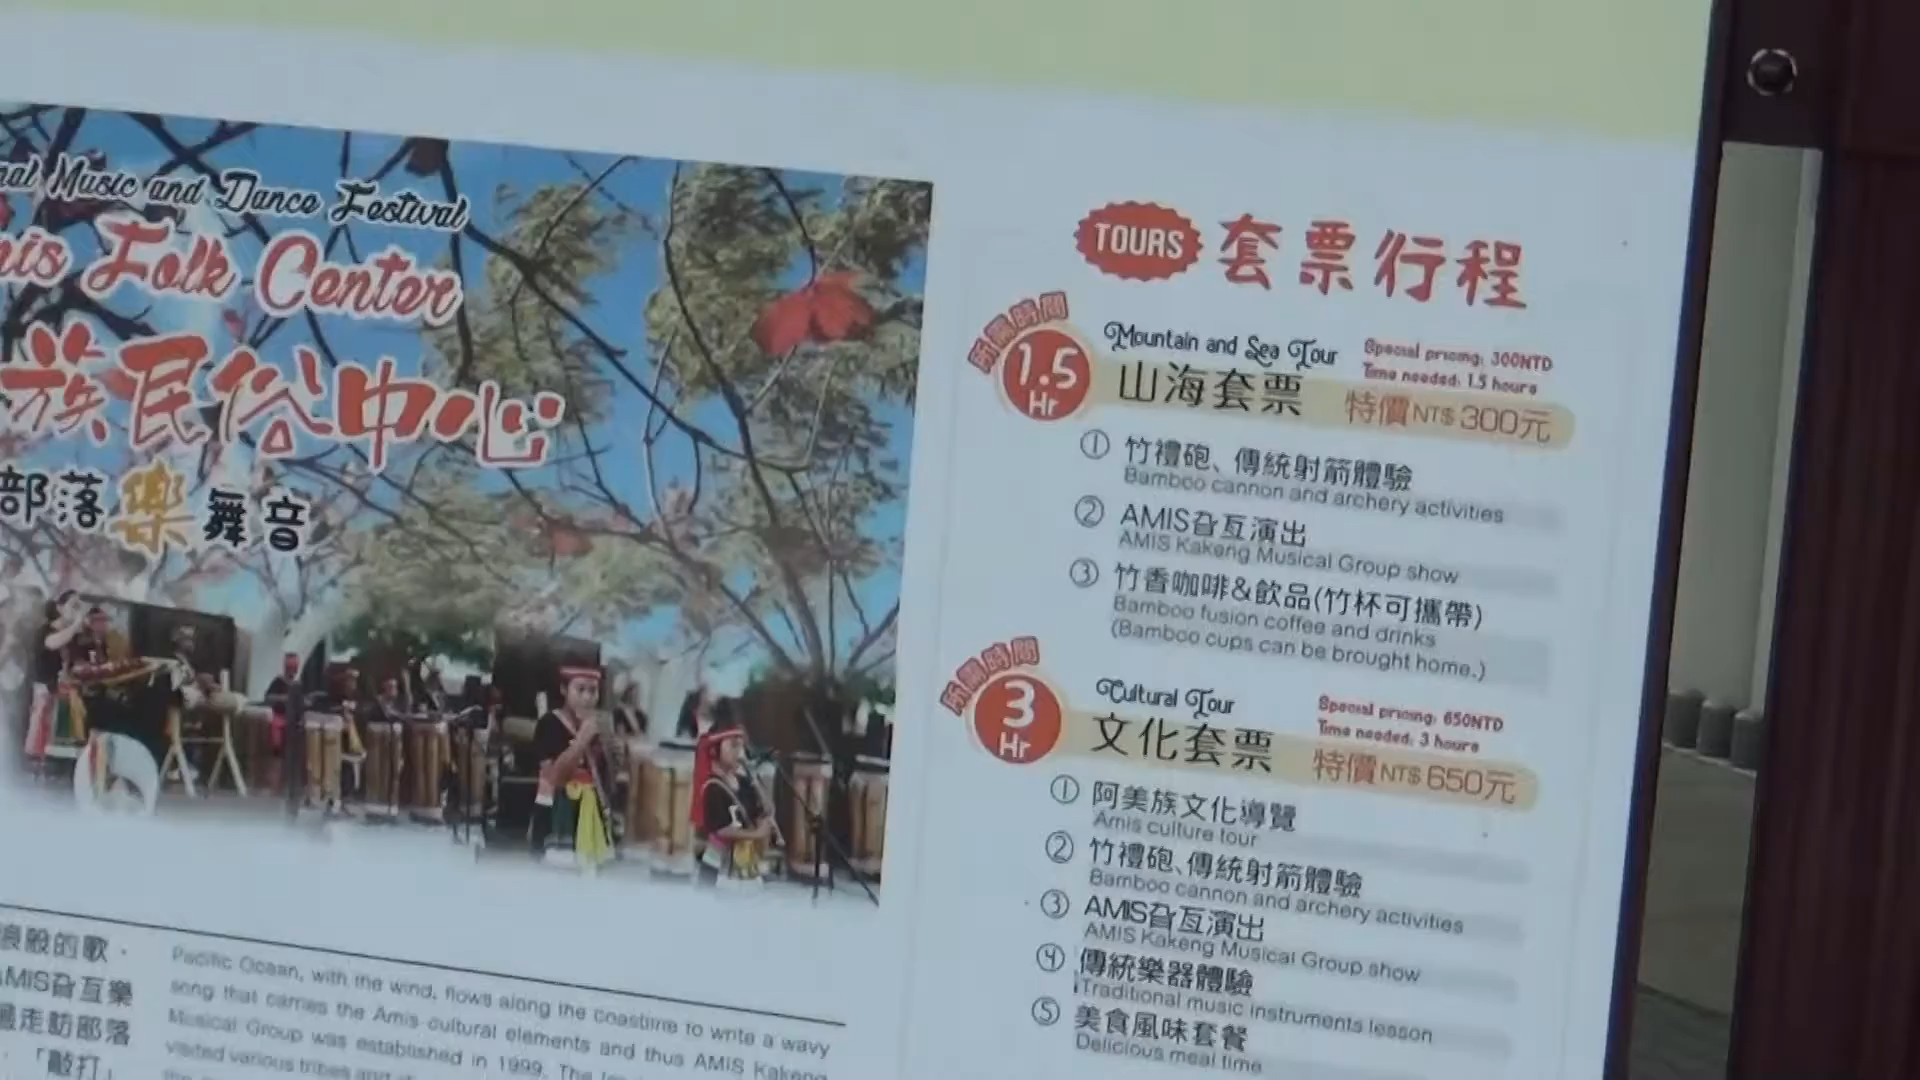 Music and Dance Festival
Folk Center
族民俗中心
部落樂舞音
的歌，
AMIS旮亙樂
走訪部落
「敲打」
Pacific Ocean, with the wind, flows along the coastline to write a wavy
song that carries the Amis cultural elements and thus AMIS Kakeng
Musical Group was established in 1999. The
visited various tribes and
TOURS 套票行程
所需時間
1.5
Hr
Mountain and Sea Tour
Special pricing: 300NTD
Time needed: 1.5 hours
山海套票 特價NT$300元
① 竹禮砲、傳統射箭體驗
Bamboo cannon and archery activities
② AMIS旮亙演出
AMIS Kakeng Musical Group show
③ 竹香咖啡&飲品(竹杯可攜帶)
Bamboo fusion coffee and drinks
(Bamboo cups can be brought home.)
所需時間
3
Hr
Cultural Tour
Special pricing: 650NTD
Time needed: 3 hours
文化套票 特價NT$650元
① 阿美族文化導覽
Amis culture tour
② 竹禮砲、傳統射箭體驗
Bamboo cannon and archery activities
③ AMIS旮亙演出
AMIS Kakeng Musical Group show
④ 傳統樂器體驗
Traditional music instruments lesson
⑤ 美食風味套餐
Delicious meal time